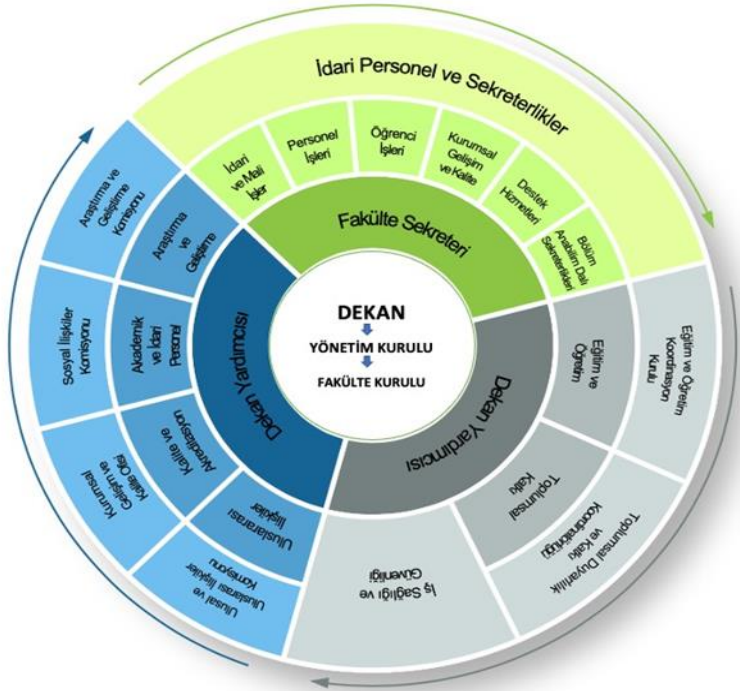 DEKAN
YÖNETİM KURULU
FAKÜLTE KURULU
Fakülte Sekreteri
İdari
ve Mali
İşler
Personel
İşleri
Öğrenci
İşleri
Kurumsal
Gelişim
ve Kalite
Destek
Hizmetleri
Bölüm
Anabilim Dalı
Sekreterlikleri
İdari Personel ve Sekreterlikler
Dekan Yardımcısı
Eğitim ve
Öğretim
Toplumsal
Katkı
Eğitim ve Öğretim
Koordinasyon
Kurulu
Toplumsal Duyarlılık
ve Katkı
Koordinatörlüğü
İş Sağlığı ve
Güvenliği
Dekan Yardımcısı
Uluslararası
İlişkiler
Kalite ve
Akreditasyon
Akademik
ve İdari
Personel
Araştırma
ve
Geliştirme
Ulusal ve
Uluslarası İlişkiler
Komisyonu
Kurumsal
Gelişim ve
Kalite Ofisi
Sosyal İlişkiler
Komisyonu
Araştırma ve
Geliştirme
Komisyonu